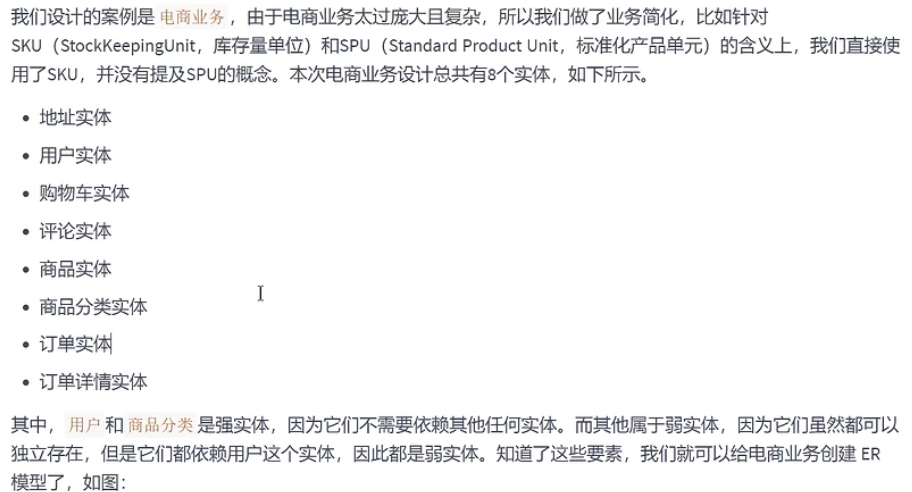 我们设计的案例是 电商业务 ，由于电商业务太过庞大且复杂，所以我们做了业务简化，比如针对
SKU（StockKeepingUnit，库存量单位）和SPU（Standard Product Unit，标准化产品单元）的含义上，我们直接使
用了SKU，并没有提及SPU的概念。本次电商业务设计总共有8个实体，如下所示。
• 地址实体
• 用户实体
• 购物车实体
• 评论实体
• 商品实体
• 商品分类实体
• 订单实体
• 订单详情实体
其中， 用户 和 商品分类 是强实体，因为它们不需要依赖其他任何实体。而其他属于弱实体，因为它们虽然都可以
独立存在，但是它们都依赖用户这个实体，因此都是弱实体。知道了这些要素，我们就可以给电商业务创建 ER
模型了，如图：